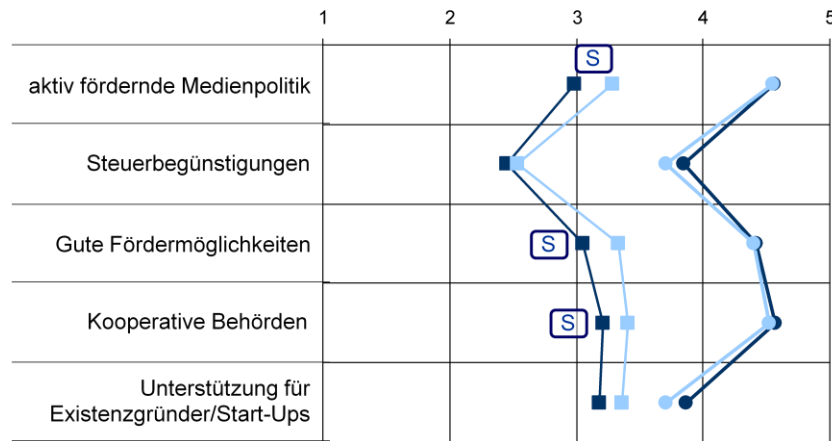 1 2 3 4 5
S
aktiv fördernde Medienpolitik
Steuerbegünstigungen
Gute Fördermöglichkeiten
S
Kooperative Behörden
S
Unterstützung für
Existenzgründer/Start-Ups